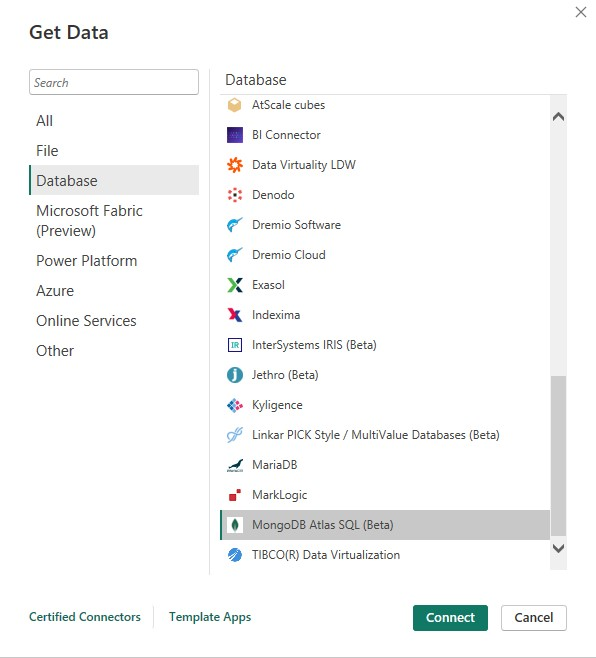 Get Data
Search
All
File
Database
Microsoft Fabric
(Preview)
Power Platform
Azure
Online Services
Other
Database
AtScale cubes
BI Connector
Data Virtuality LDW
Denodo
Dremio Software
Dremio Cloud
Exasol
Indexima
IR InterSystems IRIS (Beta)
Jethro (Beta)
Kyligence
Linkar PICK Style / MultiValue Databases (Beta)
MariaDB
MarkLogic
MongoDB Atlas SQL (Beta)
TIBCO(R) Data Virtualization
Certified Connectors
Template Apps
Connect
Cancel